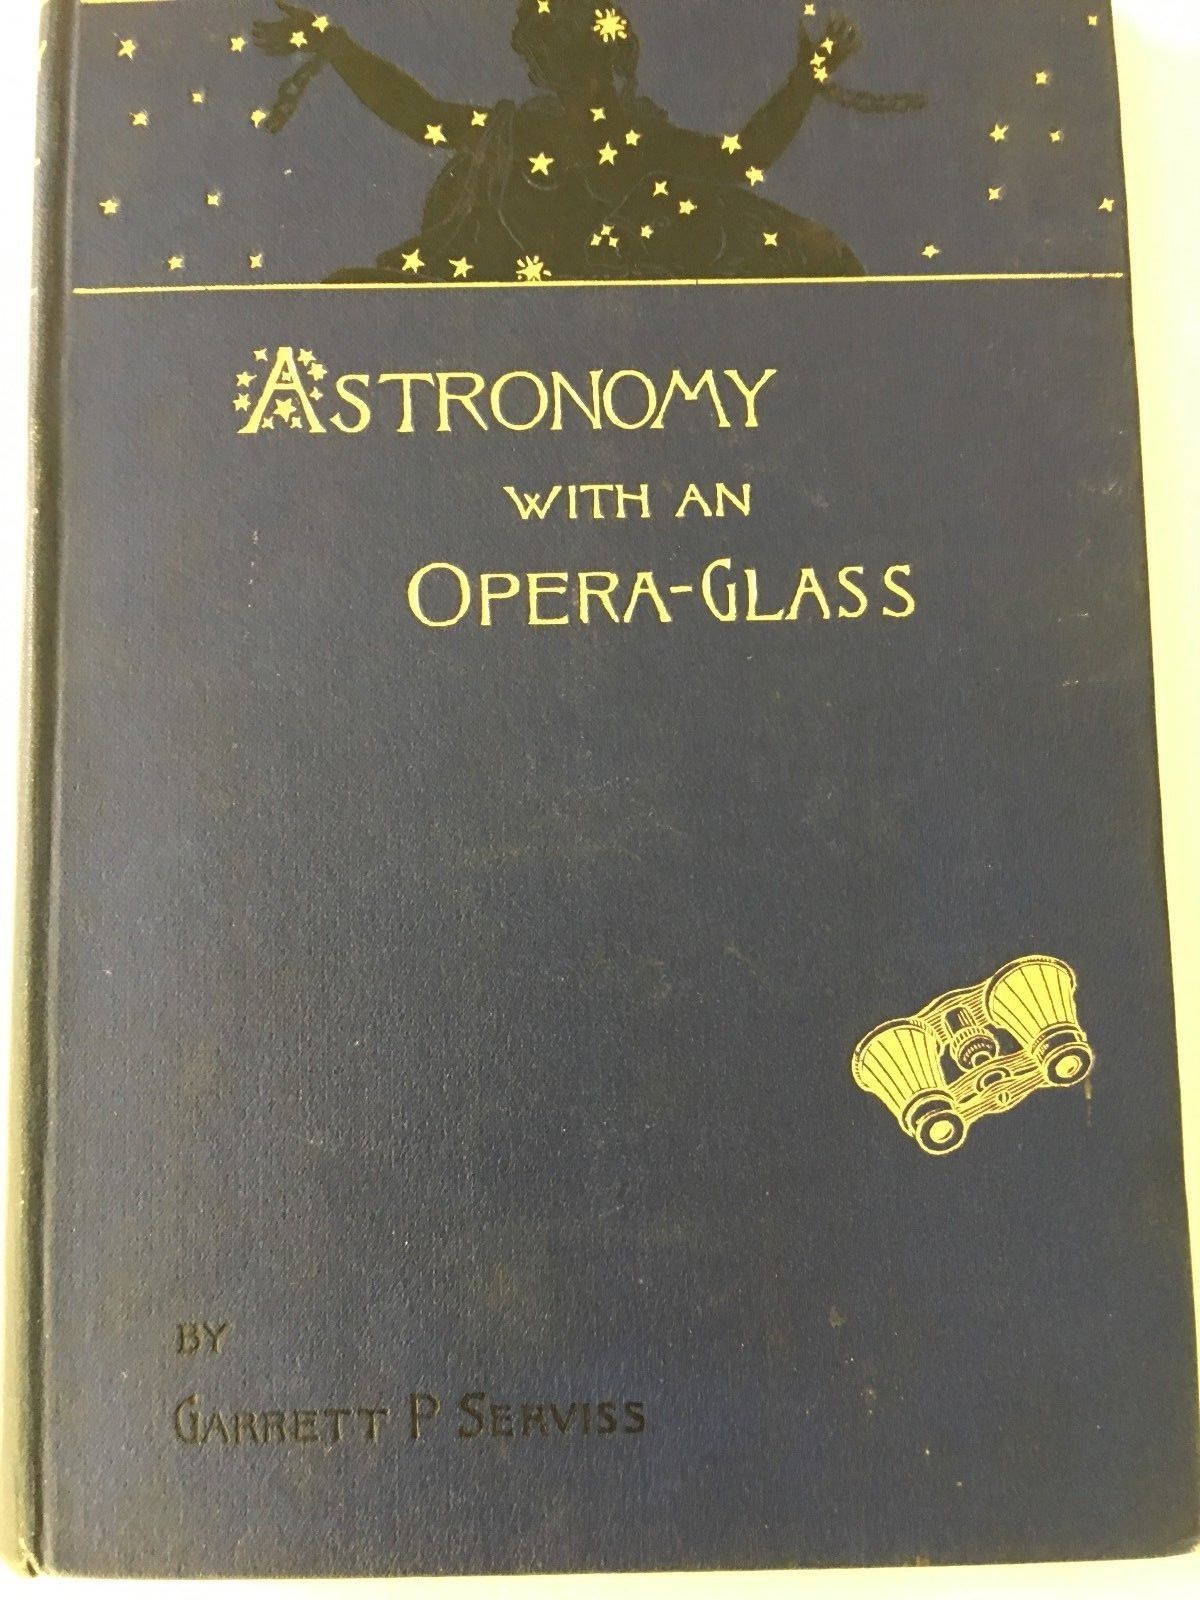 ASTRONOMY
WITH AN
OPERA-GLASS
BY
GARRETT P SERVISS